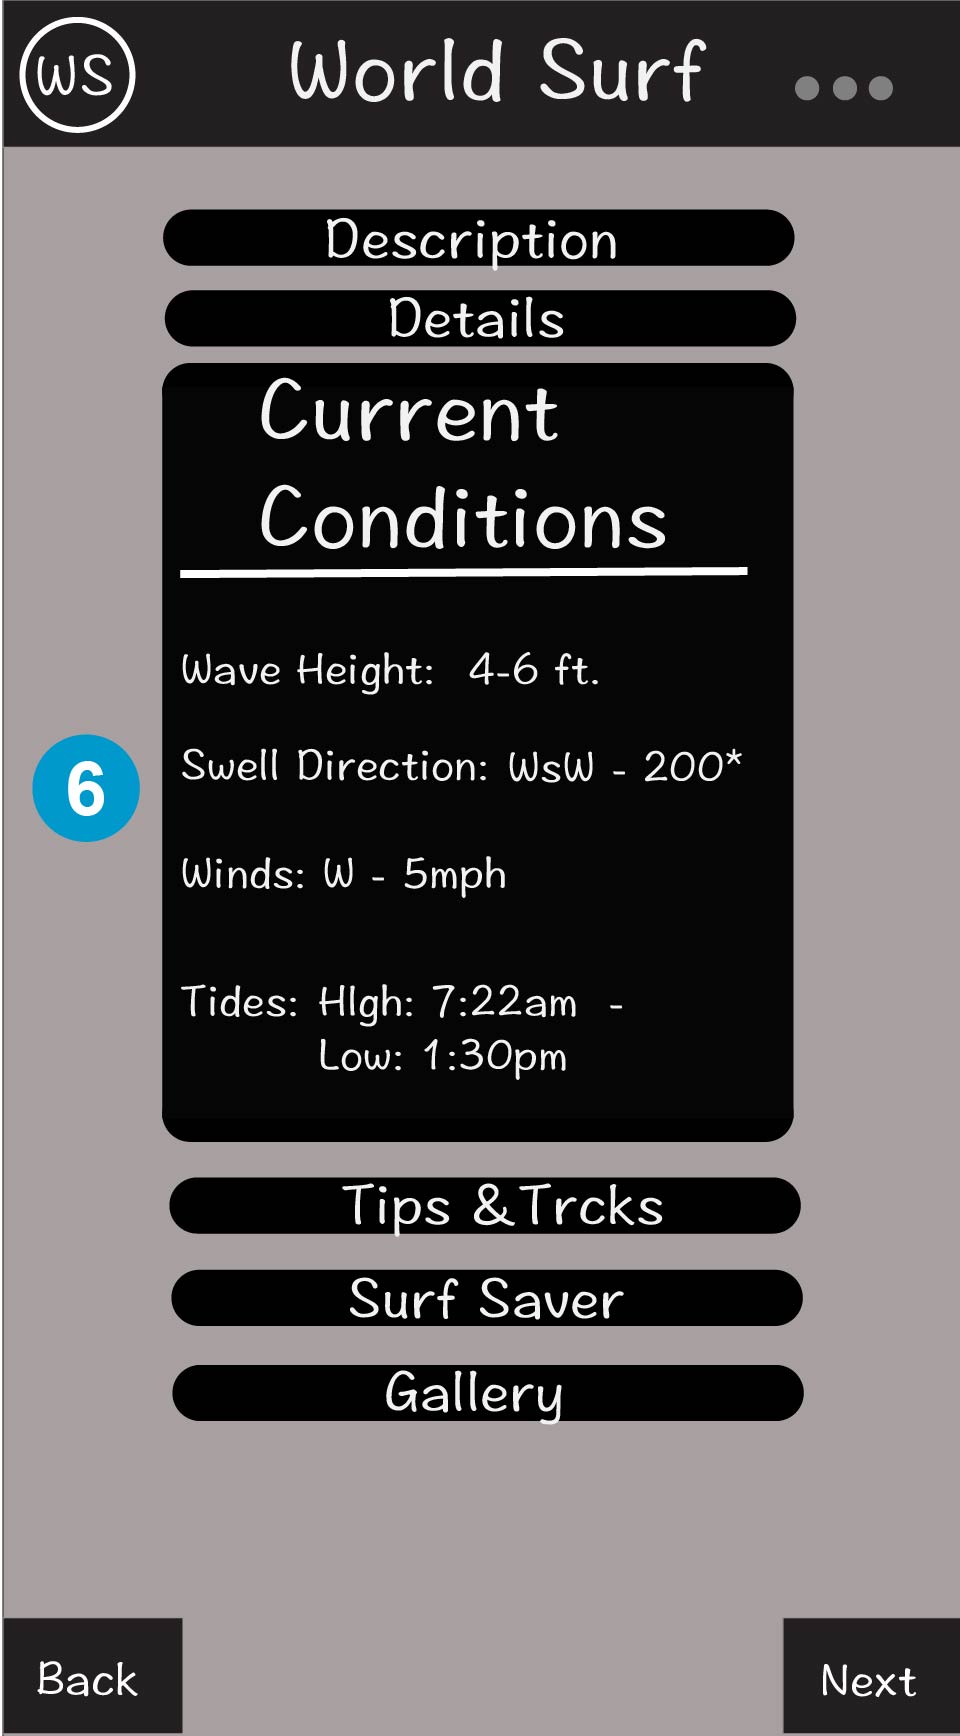 WS
World Surf
Description
Details
Current
Conditions
Wave Height: 4-6 ft.
6
Swell Direction: WsW - 200*
Winds: W - 5mph
Tides: HIgh: 7:22am -
Low: 1:30pm
Tips &Trcks
Surf Saver
Gallery
Back
Next